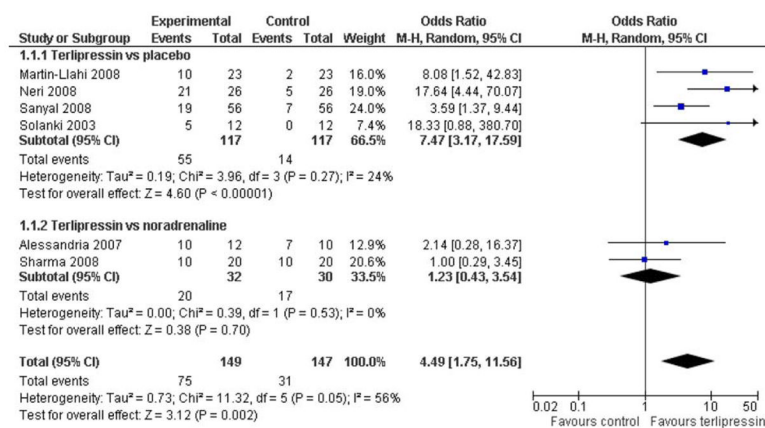 Experimental Control Odds Ratio Odds Ratio
Study or Subgroup Events Total Events Total Weight M-H, Random, 95% CI M-H, Random, 95% CI
1.1.1 Terlipressin vs placebo
Martin-Llahi 2008 10 23 2 23 16.0% 8.08 [1.52, 42.83]
Neri 2008 21 26 5 26 19.0% 17.64 [4.44, 70.07]
Sanyal 2008 19 56 7 56 24.0% 3.59 [1.37, 9.44]
Solanki 2003 5 12 0 12 7.4% 18.33 [0.88, 380.70]
Subtotal (95% CI) 117 117 66.5% 7.47 [3.17, 17.59]
Total events 55 14
Heterogeneity: Tau² = 0.19; Chi² = 3.96, df = 3 (P = 0.27); I² = 24%
Test for overall effect: Z = 4.60 (P < 0.00001)
1.1.2 Terlipressin vs noradrenaline
Alessandria 2007 10 12 7 10 12.9% 2.14 [0.28, 16.37]
Sharma 2008 10 20 10 20 20.6% 1.00 [0.29, 3.45]
Subtotal (95% CI) 32 30 33.5% 1.23 [0.43, 3.54]
Total events 20 17
Heterogeneity: Tau² = 0.00; Chi² = 0.39, df = 1 (P = 0.53); I² = 0%
Test for overall effect: Z = 0.38 (P = 0.70)
Total (95% CI) 149 147 100.0% 4.49 [1.75, 11.56]
Total events 75 31
Heterogeneity: Tau² = 0.73; Chi² = 11.32, df = 5 (P = 0.05); I² = 56%
Test for overall effect: Z = 3.12 (P = 0.002)
0.02 0.1 1 10 50
Favours control Favours terlipressin